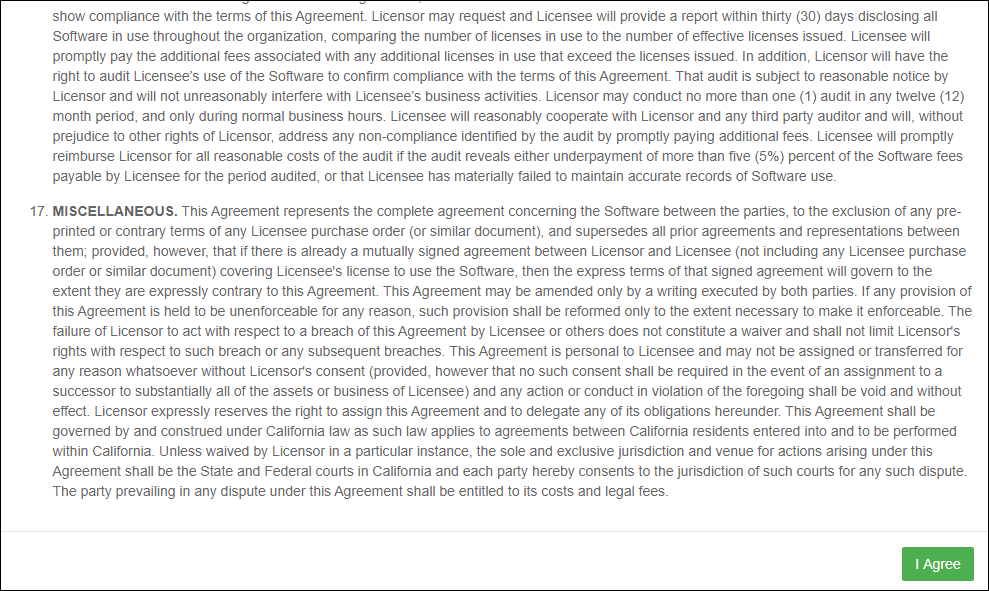 show compliance with the terms of this Agreement. Licensor may request and Licensee will provide a report within thirty (30) days disclosing all
Software in use throughout the organization, comparing the number of licenses in use to the number of effective licenses issued. Licensee will
promptly pay the additional fees associated with any additional licenses in use that exceed the licenses issued. In addition, Licensor will have the
right to audit Licensee’s use of the Software to confirm compliance with the terms of this Agreement. That audit is subject to reasonable notice by
Licensor and will not unreasonably interfere with Licensee’s business activities. Licensor may conduct no more than one (1) audit in any twelve (12)
month period, and only during normal business hours. Licensee will reasonably cooperate with Licensor and any third party auditor and will, without
prejudice to other rights of Licensor, address any non-compliance identified by the audit by promptly paying additional fees. Licensee will promptly
reimburse Licensor for all reasonable costs of the audit if the audit reveals either underpayment of more than five (5%) percent of the Software fees
payable by Licensee for the period audited, or that Licensee has materially failed to maintain accurate records of Software use.
17. MISCELLANEOUS. This Agreement represents the complete agreement concerning the Software between the parties, to the exclusion of any pre-
printed or contrary terms of any Licensee purchase order (or similar document), and supersedes all prior agreements and representations between
them; provided, however, that if there is already a mutually signed agreement between Licensor and Licensee (not including any Licensee purchase
order or similar document) covering Licensee's license to use the Software, then the express terms of that signed agreement will govern to the
extent they are expressly contrary to this Agreement. This Agreement may be amended only by a writing executed by both parties. If any provision of
this Agreement is held to be unenforceable for any reason, such provision shall be reformed only to the extent necessary to make it enforceable. The
failure of Licensor to act with respect to a breach of this Agreement by Licensee or others does not constitute a waiver and shall not limit Licensor's
rights with respect to such breach or any subsequent breaches. This Agreement is personal to Licensee and may not be assigned or transferred for
any reason whatsoever without Licensor's consent (provided, however that no such consent shall be required in the event of an assignment to a
successor to substantially all of the assets or business of Licensee) and any action or conduct in violation of the foregoing shall be void and without
effect. Licensor expressly reserves the right to assign this Agreement and to delegate any of its obligations hereunder. This Agreement shall be
governed by and construed under California law as such law applies to agreements between California residents entered into and to be performed
within California. Unless waived by Licensor in a particular instance, the sole and exclusive jurisdiction and venue for actions arising under this
Agreement shall be the State and Federal courts in California and each party hereby consents to the jurisdiction of such courts for any such dispute.
The party prevailing in any dispute under this Agreement shall be entitled to its costs and legal fees.
I Agree